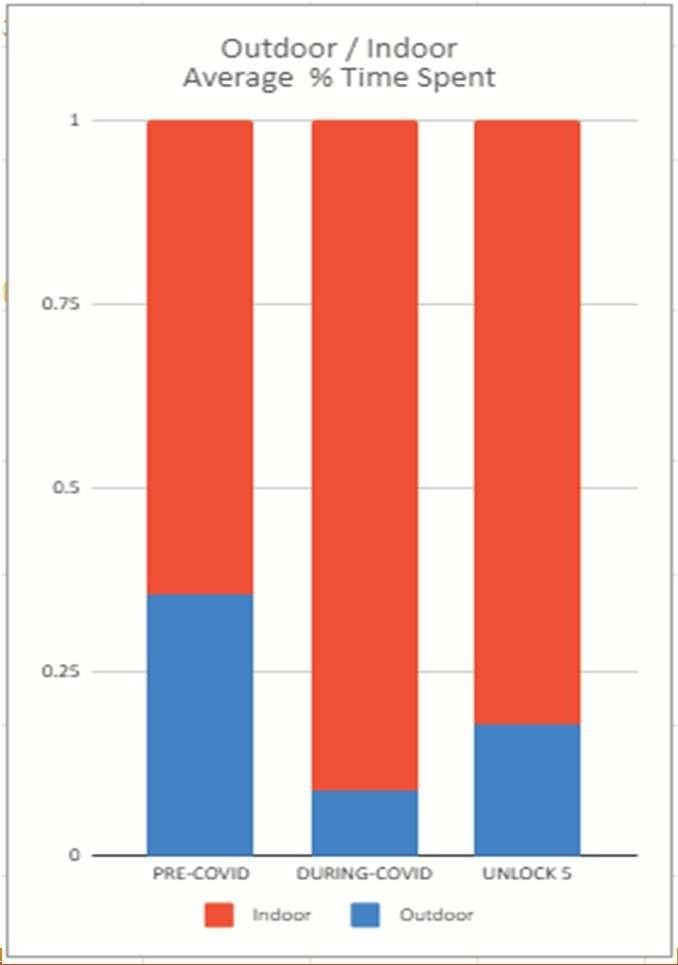 Outdoor / Indoor
Average % Time Spent
1
0.75
0.5
0.25
0
PRE-COVID DURING-COVID UNLOCK 5
Indoor Outdoor